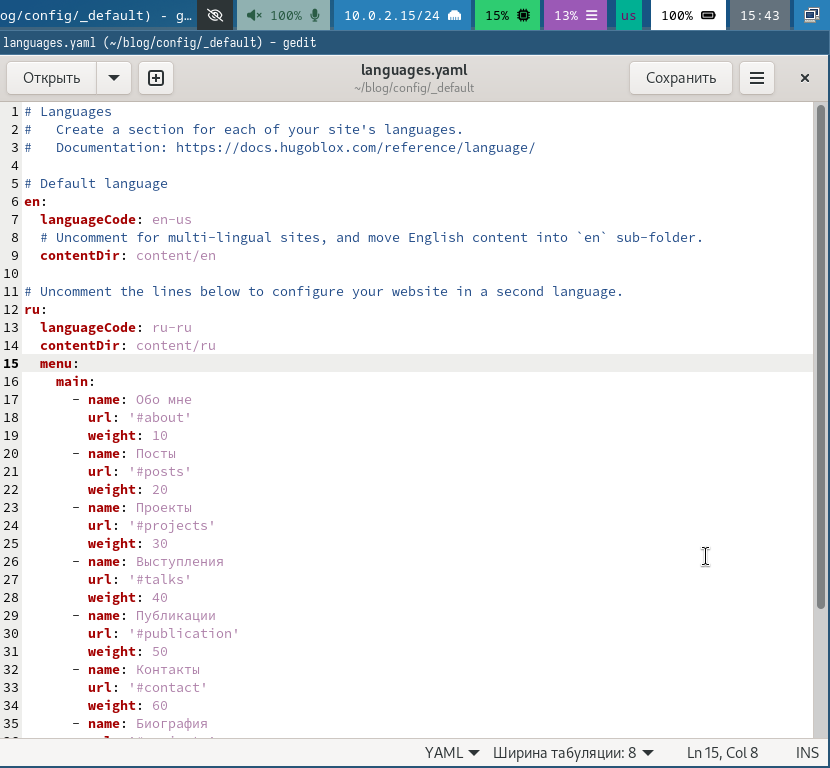 og/config/_default) - g… 100% 10.0.2.15/24 15% 13% us 100% 15:43
languages.yaml (~/blog/config/_default) - gedit
Открыть languages.yaml Сохранить
~/blog/config/_default
1 # Languages
2 #   Create a section for each of your site's languages.
3 #   Documentation: https://docs.hugoblox.com/reference/language/
4
5 # Default language
6 en:
7   languageCode: en-us
8   # Uncomment for multi-lingual sites, and move English content into `en` sub-folder.
9   contentDir: content/en
10
11 # Uncomment the lines below to configure your website in a second language.
12 ru:
13   languageCode: ru-ru
14   contentDir: content/ru
15   menu:
16     main:
17       - name: Обо мне
18         url: '#about'
19         weight: 10
20       - name: Посты
21         url: '#posts'
22         weight: 20
23       - name: Проекты
24         url: '#projects'
25         weight: 30
26       - name: Выступления
27         url: '#talks'
28         weight: 40
29       - name: Публикации
30         url: '#publication'
31         weight: 50
32       - name: Контакты
33         url: '#contact'
34         weight: 60
35       - name: Биография
YAML Ширина табуляции: 8 Ln 15, Col 8 INS